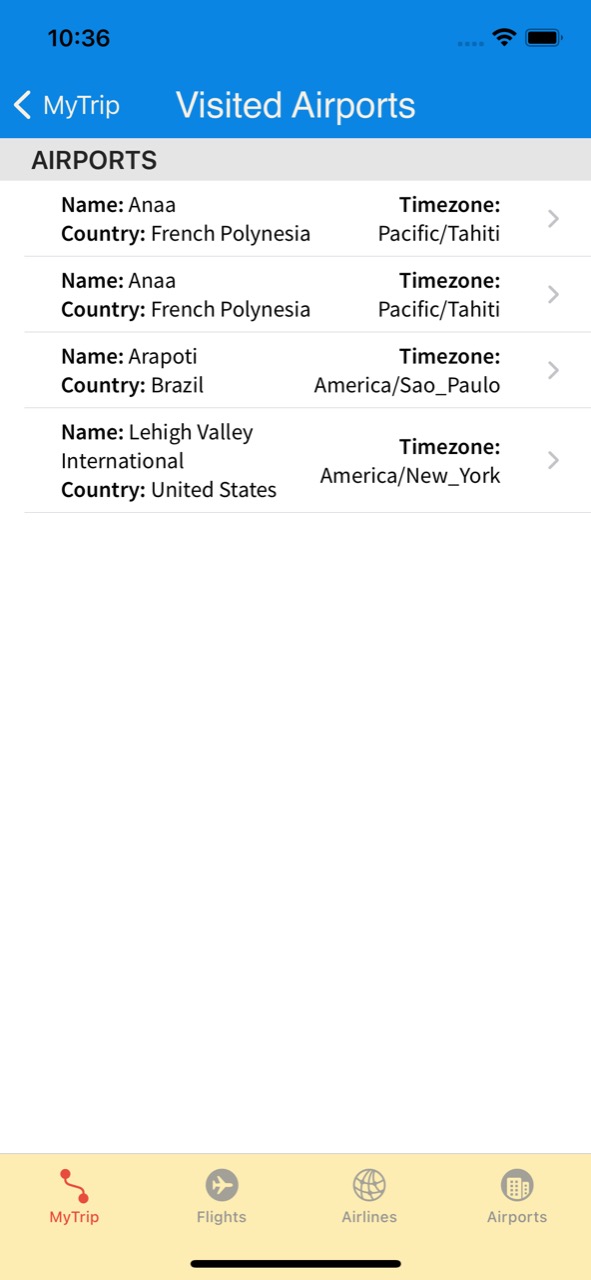 10:36
MyTrip
Visited Airports
AIRPORTS
Name: Anaa
Country: French Polynesia
Timezone:
Pacific/Tahiti
Name: Anaa
Country: French Polynesia
Timezone:
Pacific/Tahiti
Name: Arapoti
Country: Brazil
Timezone:
America/Sao_Paulo
Name: Lehigh Valley
International
Country: United States
Timezone:
America/New_York
MyTrip
Flights
Airlines
Airports